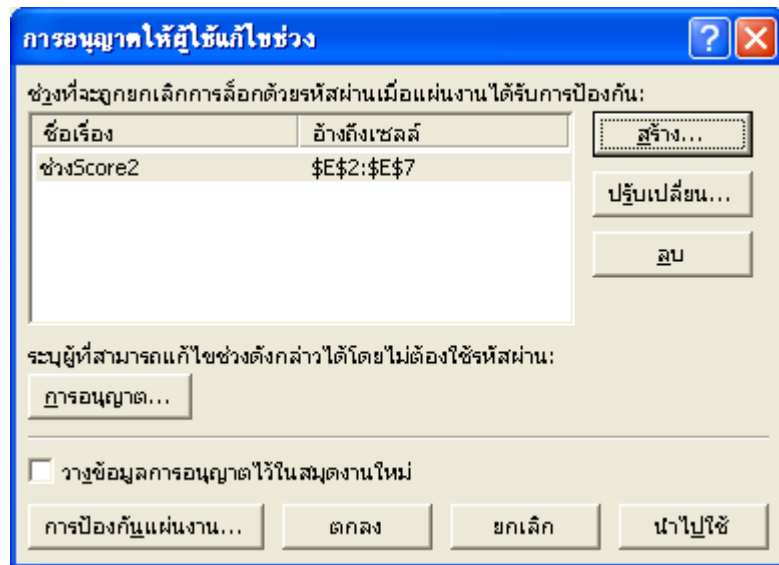 การอนุญาตให้ผู้ใช้แก้ไขช่วง
ช่วงที่จะถูกยกเลิกการล็อกด้วยรหัสผ่านเมื่อแผ่นงานได้รับการป้องกัน:
ชื่อเรื่อง อ้างถึงเซลล์ สร้าง...
ช่วงScore2 $E$2:$E$7
ปรับเปลี่ยน...
ลบ
ระบุผู้ที่สามารถแก้ไขช่วงดังกล่าวได้โดยไม่ต้องใช้รหัสผ่าน:
การอนุญาต...
วางข้อมูลการอนุญาตไว้ในสมุดงานใหม่
การป้องกันแผ่นงาน... ตกลง ยกเลิก นำไปใช้